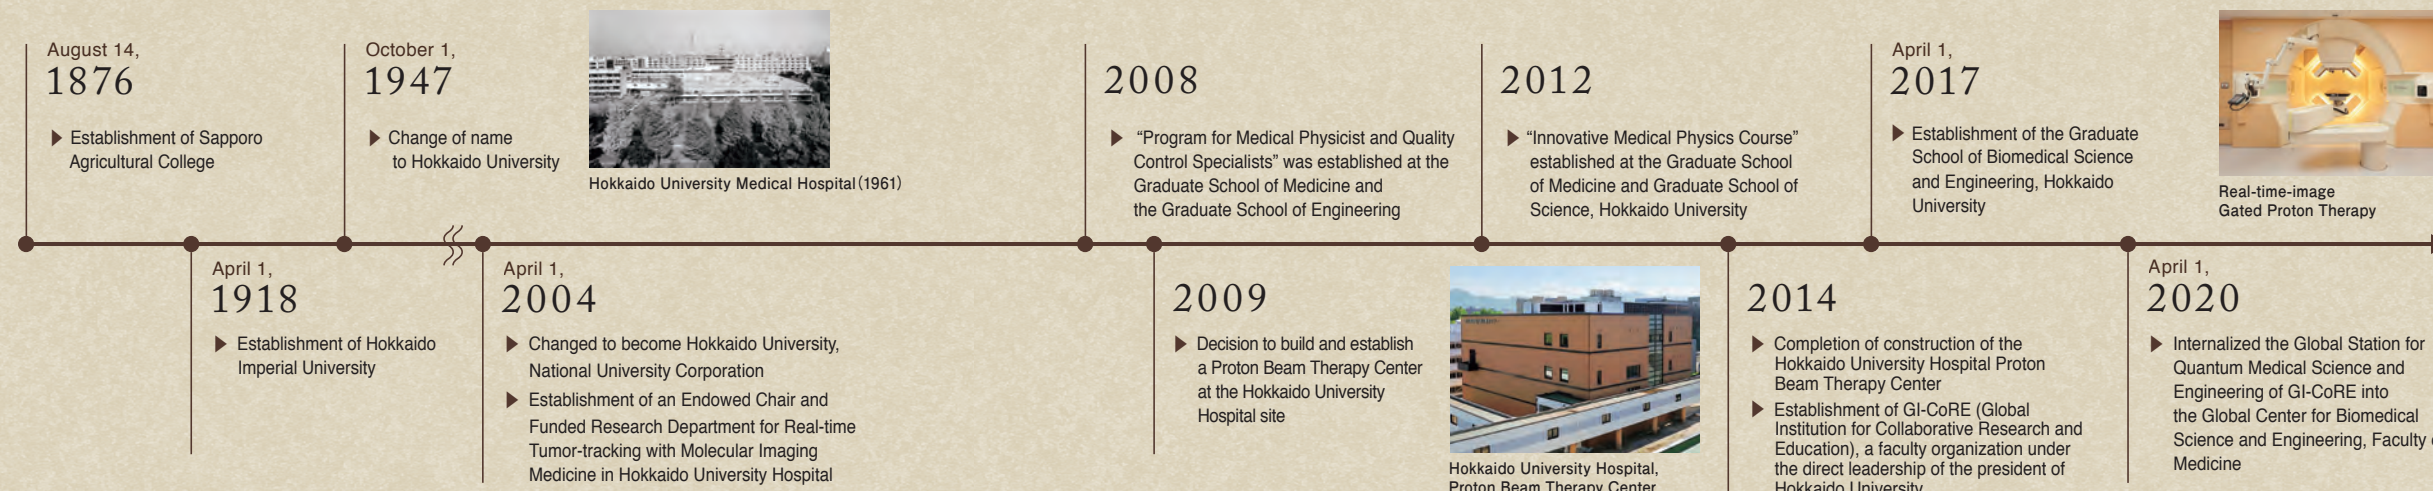 August 14,
1876
▶ Establishment of Sapporo
Agricultural College
April 1,
1918
▶ Establishment of Hokkaido
Imperial University
October 1,
1947
▶ Change of name
to Hokkaido University
Hokkaido University Medical Hospital (1961)
April 1,
2004
▶ Changed to become Hokkaido University,
National University Corporation
▶ Establishment of an Endowed Chair and
Funded Research Department for Real-time
Tumor-tracking with Molecular Imaging
Medicine in Hokkaido University Hospital
2008
▶ “Program for Medical Physicist and Quality
Control Specialists” was established at the
Graduate School of Medicine and
the Graduate School of Engineering
2009
▶ Decision to build and establish
a Proton Beam Therapy Center
at the Hokkaido University
Hospital site
2012
▶ “Innovative Medical Physics Course”
established at the Graduate School
of Medicine and Graduate School of
Science, Hokkaido University
Hokkaido University Hospital,
Proton Beam Therapy Center
2014
▶ Completion of construction of the
Hokkaido University Hospital Proton
Beam Therapy Center
▶ Establishment of GI-CoRE (Global
Institution for Collaborative Research and
Education), a faculty organization under
the direct leadership of the president of
Hokkaido University
April 1,
2017
▶ Establishment of the Graduate
School of Biomedical Science
and Engineering, Hokkaido
University
Real-time-image
Gated Proton Therapy
April 1,
2020
▶ Internalized the Global Station for
Quantum Medical Science and
Engineering of GI-CoRE into
the Global Center for Biomedical
Science and Engineering, Faculty
Medicine